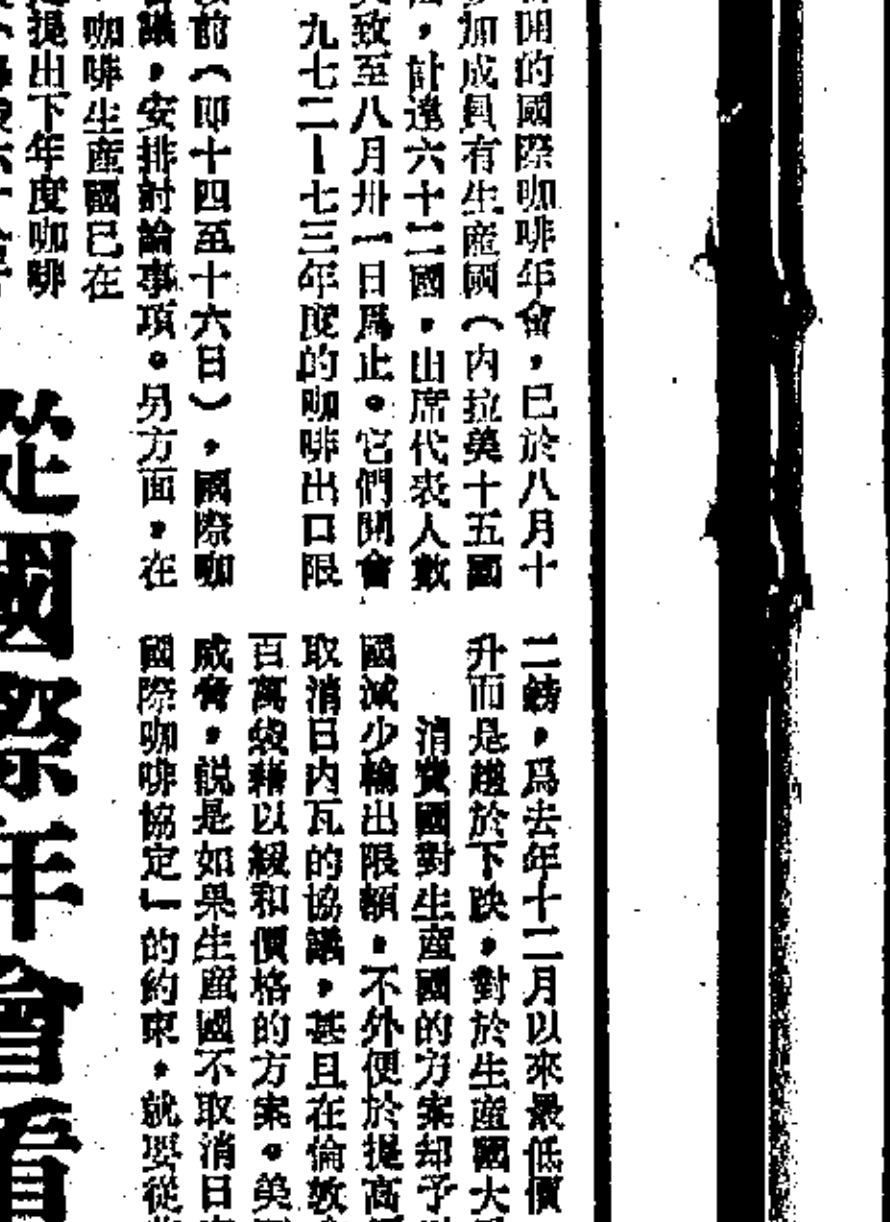 開的國際咖啡年會，已於八月十
加成員有生產國（內拉美十五國
，計達六十二國，出席代表人數
致至八月卅一日爲止。它們開會
九七二－七三年度的咖啡出口限
前（卽十四至十六日），國際咖
議，安排討論事項。另方面，在
咖啡生產國已在
提出下年度咖啡
從國際年會看
二鎊，爲去年十二月以來最低價
升而是趨於下跌，對於生產國大
消費國對生產國的方案却予
國減少輸出限額，不外便於提高
取消日內瓦的協議，甚且在倫敦
百萬袋藉以緩和價格的方案。美
威脅，說是如果生產國不取消日
國際咖啡協定」的約束，就要從